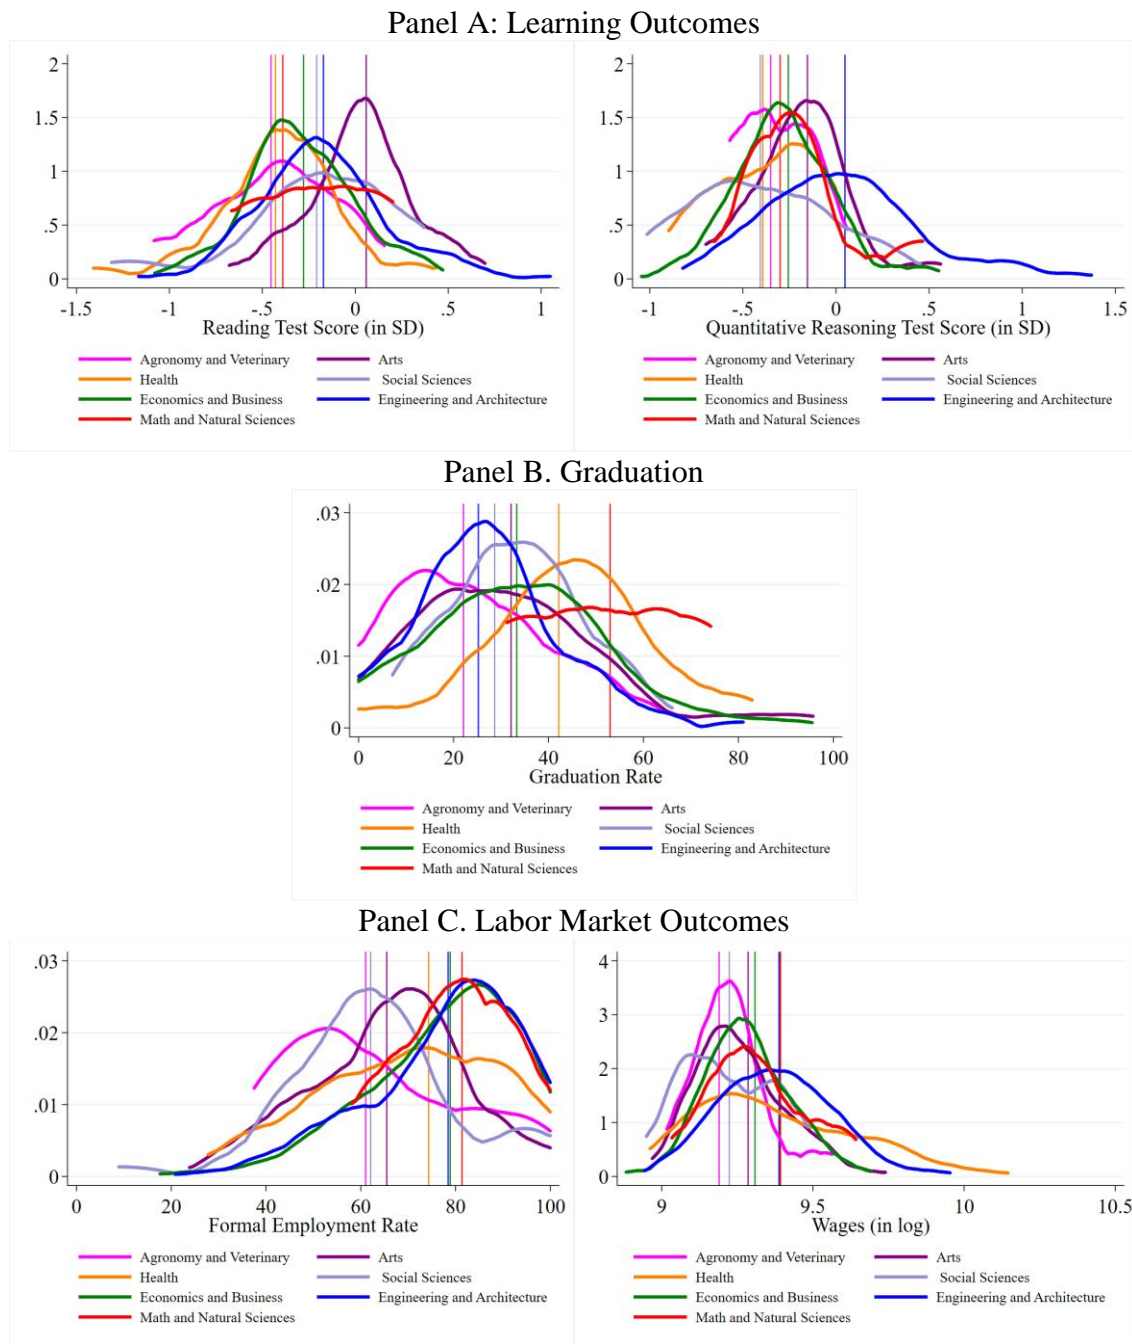 Panel A: Learning Outcomes
2
1.5
1
.5
0
-1.5 -1 -.5 0 .5 1
Reading Test Score (in SD)
Agronomy and Veterinary Arts
Health Social Sciences
Economics and Business Engineering and Architecture
Math and Natural Sciences
2
1.5
1
.5
0
-1 -.5 0 .5 1 1.5
Quantitative Reasoning Test Score (in SD)
Agronomy and Veterinary Arts
Health Social Sciences
Economics and Business Engineering and Architecture
Math and Natural Sciences
Panel B. Graduation
.03
.02
.01
0
0 20 40 60 80 100
Graduation Rate
Agronomy and Veterinary Arts
Health Social Sciences
Economics and Business Engineering and Architecture
Math and Natural Sciences
Panel C. Labor Market Outcomes
.03
.02
.01
0
0 20 40 60 80 100
Formal Employment Rate
Agronomy and Veterinary Arts
Health Social Sciences
Economics and Business Engineering and Architecture
Math and Natural Sciences
4
3
2
1
0
9 9.5 10 10.5
Wages (in log)
Agronomy and Veterinary Arts
Health Social Sciences
Economics and Business Engineering and Architecture
Math and Natural Sciences